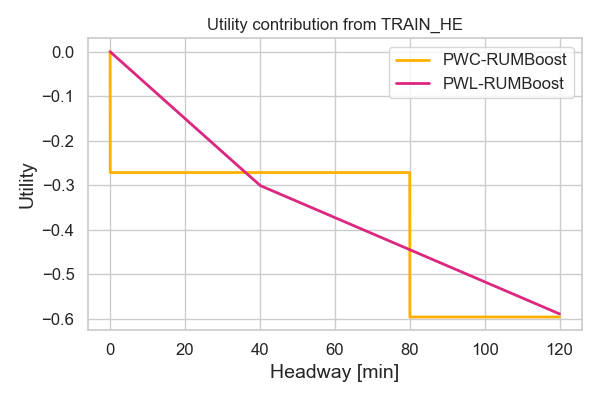 Utility contribution from TRAIN_HE
PWC-RUMBoost
PWL-RUMBoost
0.0
−0.1
−0.2
−0.3
−0.4
−0.5
−0.6
Utility
0 20 40 60 80 100 120
Headway [min]